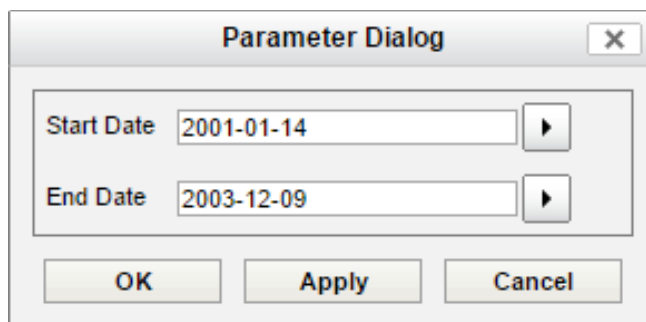 Parameter Dialog
Start Date 2001-01-14
End Date 2003-12-09
OK Apply Cancel